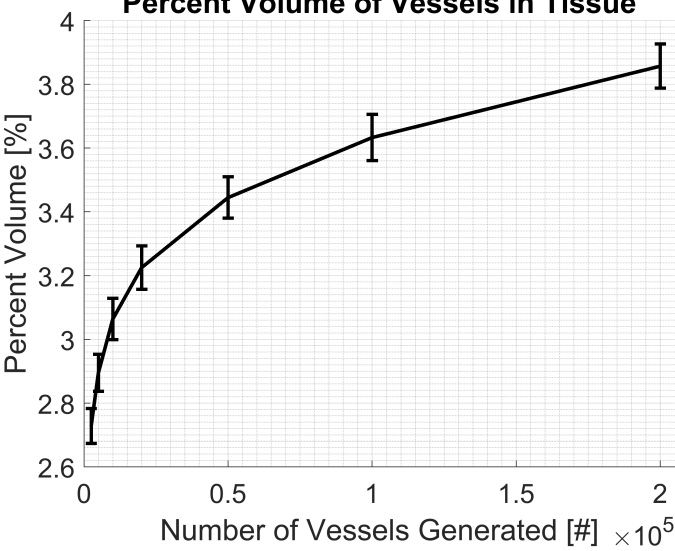 Percent Volume of Vessels in Tissue
4
3.8
3.6
3.4
3.2
3
2.8
2.6
Percent Volume [%]
0 0.5 1 1.5 2
Number of Vessels Generated [#] ×10⁵